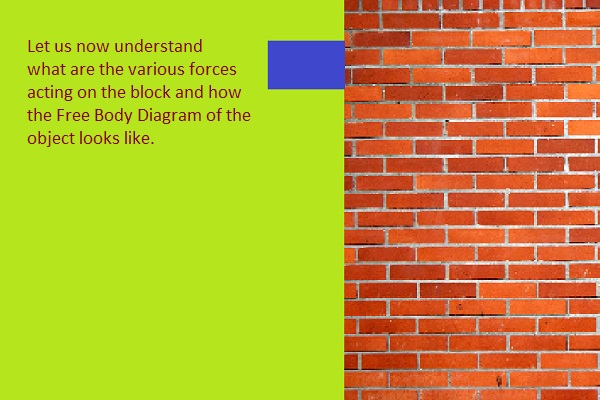 Let us now understand
what are the various forces
acting on the block and how
the Free Body Diagram of the
object looks like.